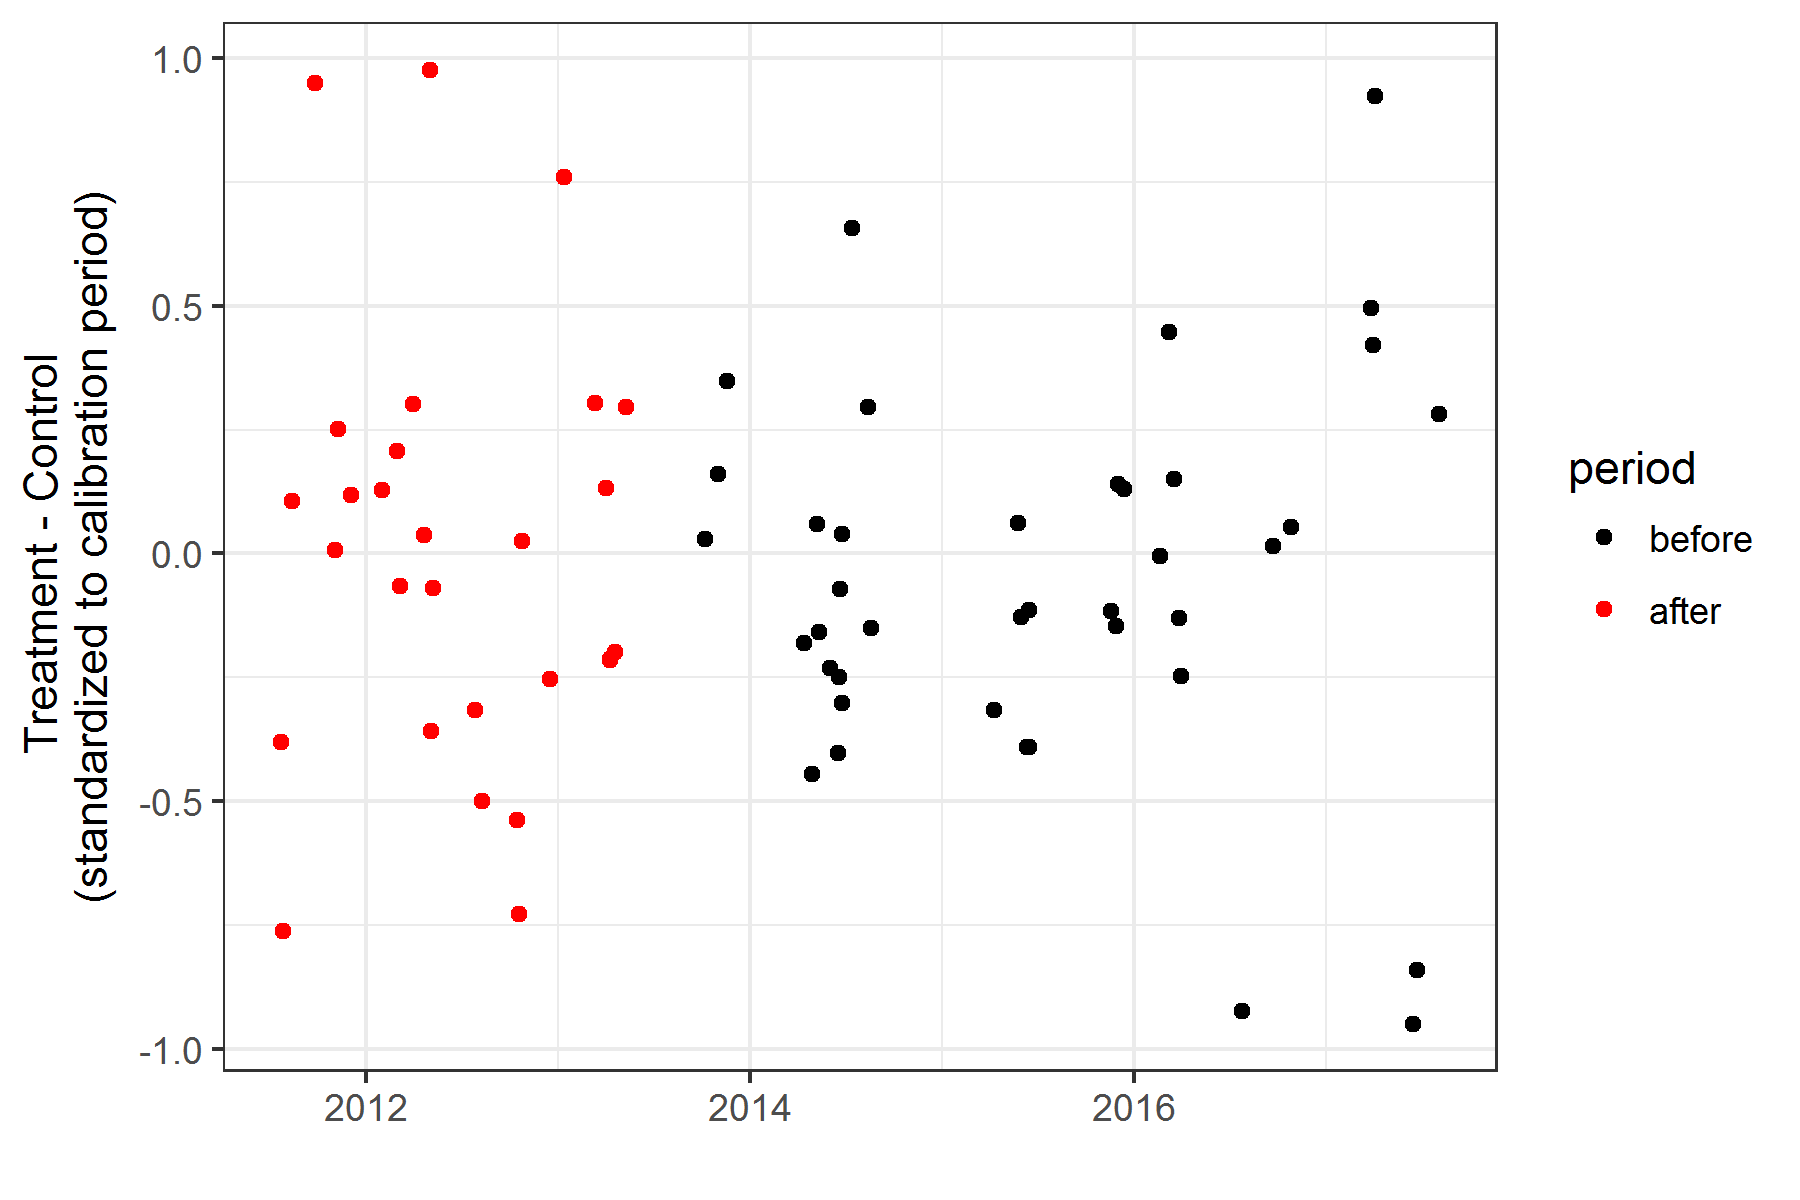 Treatment - Control
(standardized to calibration period)
1.0
0.5
0.0
-0.5
-1.0
2012
2014
2016
period
before
after